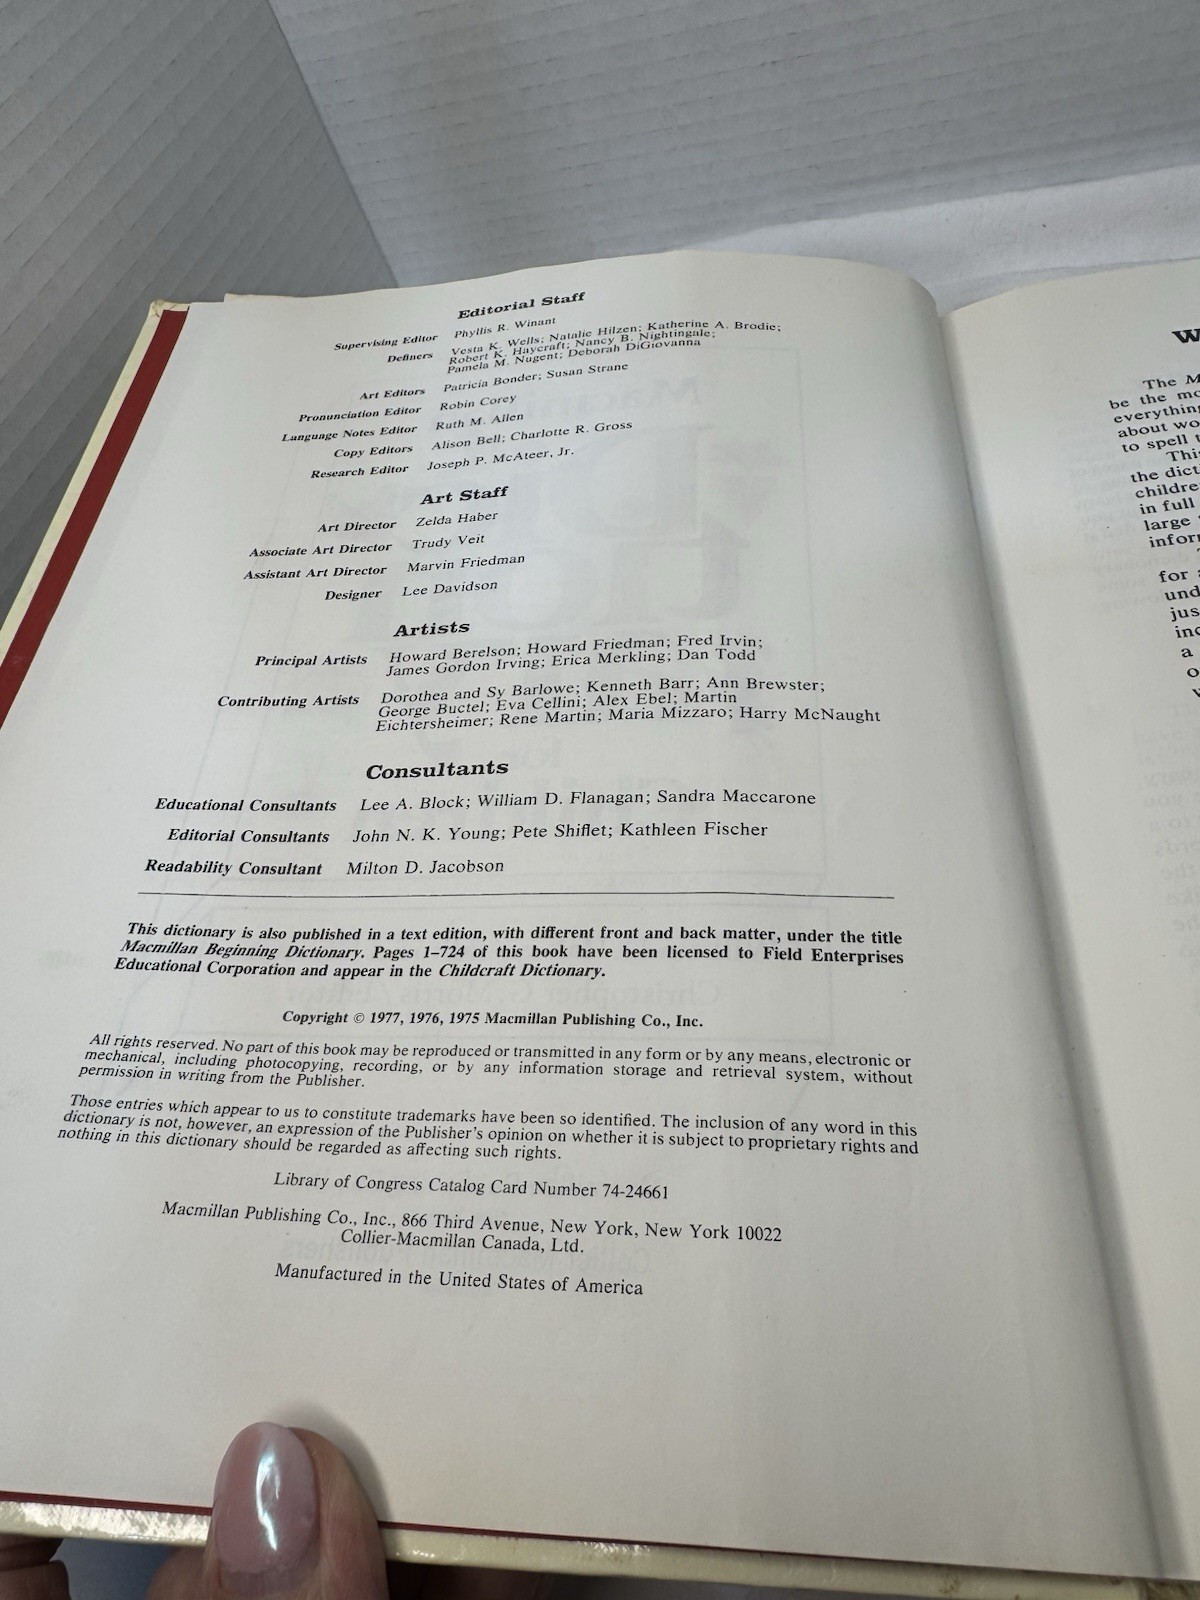 Editorial Staff
Supervising Editor Phyllis R. Winant
Definers Vesta K. Wells; Natalie Hilzen; Katherine A. Brodie;
Robert K. Haycraft; Nancy B. Nightingale;
Pamela M. Nugent; Deborah DiGiovanna
Art Editors Patricia Bonder; Susan Strane
Pronunciation Editor Robin Corey
Language Notes Editor Ruth M. Allen
Copy Editors Alison Bell; Charlotte R. Gross
Research Editor Joseph P. McAteer, Jr.
Art Staff
Art Director Zelda Haber
Associate Art Director Trudy Veit
Assistant Art Director Marvin Friedman
Designer Lee Davidson
Artists
Principal Artists Howard Berelson; Howard Friedman; Fred Irvin;
James Gordon Irving; Erica Merkling; Dan Todd
Contributing Artists Dorothea and Sy Barlowe; Kenneth Barr; Ann Brewster;
George Buctel; Eva Cellini; Alex Ebel; Martin
Eichtersheimer; Rene Martin; Maria Mizzaro; Harry McNaught
Consultants
Educational Consultants Lee A. Block; William D. Flanagan; Sandra Maccarone
Editorial Consultants John N. K. Young; Pete Shiflet; Kathleen Fischer
Readability Consultant Milton D. Jacobson
This dictionary is also published in a text edition, with different front and back matter, under the title
Macmillan Beginning Dictionary. Pages 1–724 of this book have been licensed to Field Enterprises
Educational Corporation and appear in the Childcraft Dictionary.
Copyright © 1977, 1976, 1975 Macmillan Publishing Co., Inc.
All rights reserved. No part of this book may be reproduced or transmitted in any form or by any means, electronic or
mechanical, including photocopying, recording, or by any information storage and retrieval system, without
permission in writing from the Publisher.
Those entries which appear to us to constitute trademarks have been so identified. The inclusion of any word in this
dictionary is not, however, an expression of the Publisher's opinion on whether it is subject to proprietary rights and
nothing in this dictionary should be regarded as affecting such rights.
Library of Congress Catalog Card Number 74-24661
Macmillan Publishing Co., Inc., 866 Third Avenue, New York, New York 10022
Collier-Macmillan Canada, Ltd.
Manufactured in the United States of America
The M
be the mo
everything
about wo
to spell t
This
the dict
childre
in full
large
infor
for a
und
jus
inc
a
o